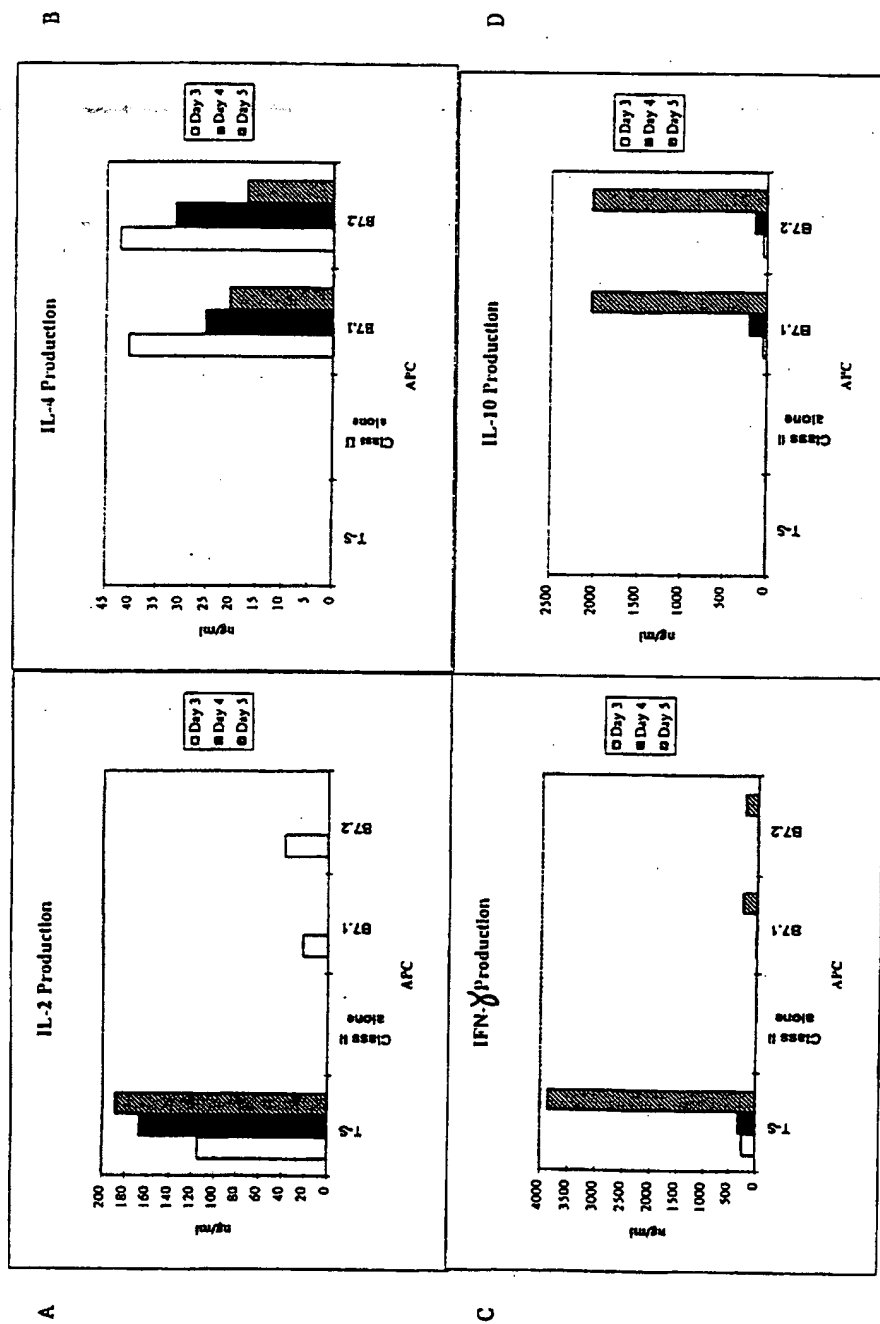 A
IL-2 Production
200
180
160
140
120
100
80
60
40
20
0
ng/ml
T-S
Class II
alone
B7.1
B7.2
APC
Day 3
Day 4
Day 5
B
IL-4 Production
45
40
35
30
25
20
15
10
5
0
ng/ml
T-S
Class II
alone
B7.1
B7.2
APC
Day 3
Day 4
Day 5
C
IFN-γ Production
4000
3500
3000
2500
2000
1500
1000
500
0
ng/ml
T-S
Class II
alone
B7.1
B7.2
APC
Day 3
Day 4
Day 5
D
IL-10 Production
2500
2000
1500
1000
500
0
ng/ml
T-S
Class II
alone
B7.1
B7.2
APC
Day 3
Day 4
Day 5